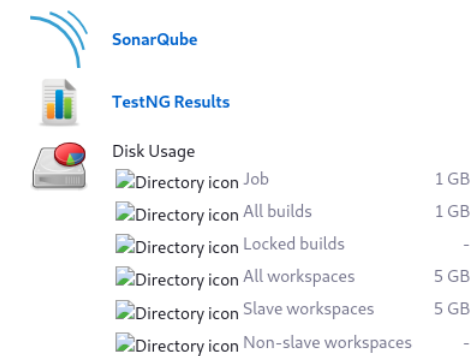 SonarQube
TestNG Results
Disk Usage
Directory icon Job 1 GB
Directory icon All builds 1 GB
Directory icon Locked builds -
Directory icon All workspaces 5 GB
Directory icon Slave workspaces 5 GB
Directory icon Non-slave workspaces -